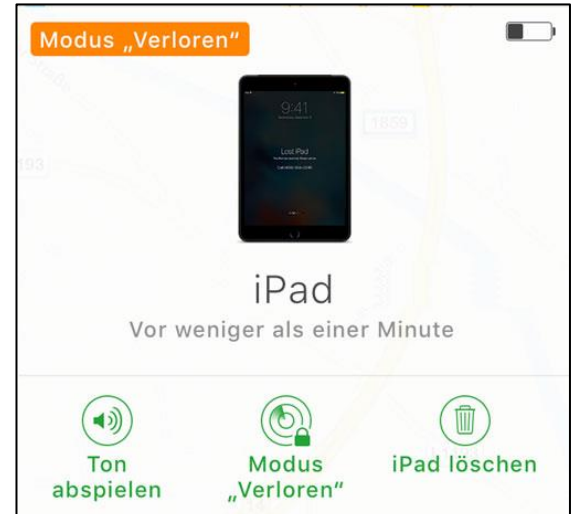 Modus „Verloren“
9:41
Lost iPad
1859
193
iPad
Vor weniger als einer Minute
Ton
abspielen
Modus
„Verloren“
iPad löschen